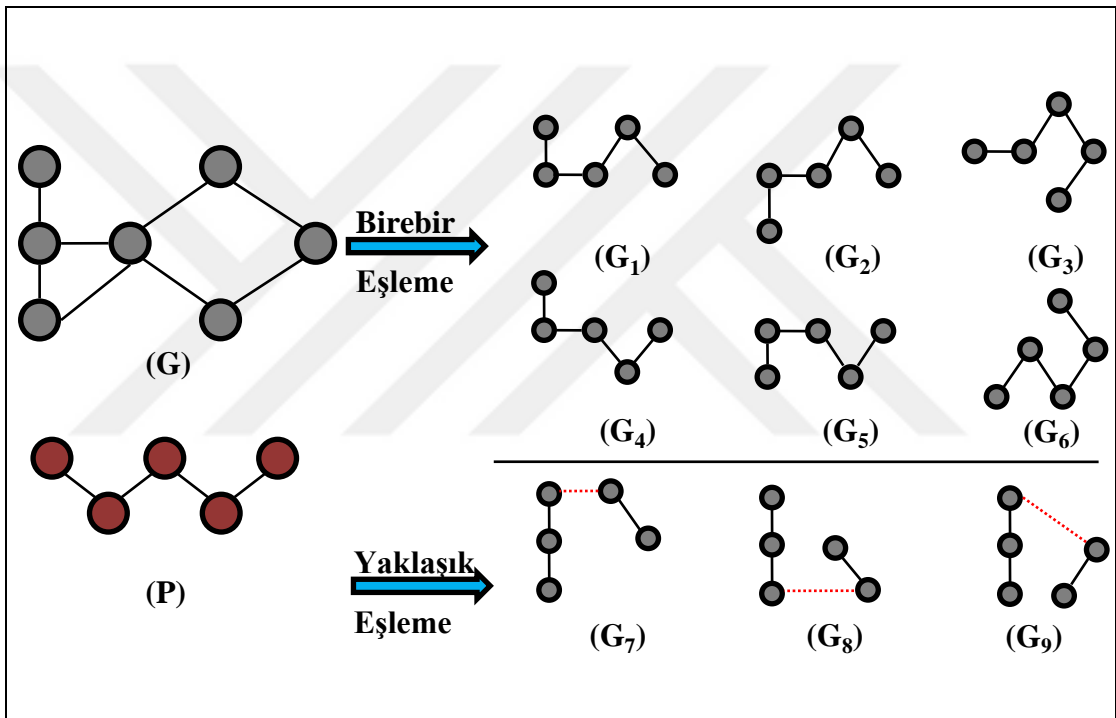 Birebir
Eşleme
(G)
(G₁)
(G₂)
(G₃)
(G₄)
(G₅)
(G₆)
(P)
Yaklaşık
Eşleme
(G₇)
(G₈)
(G₉)